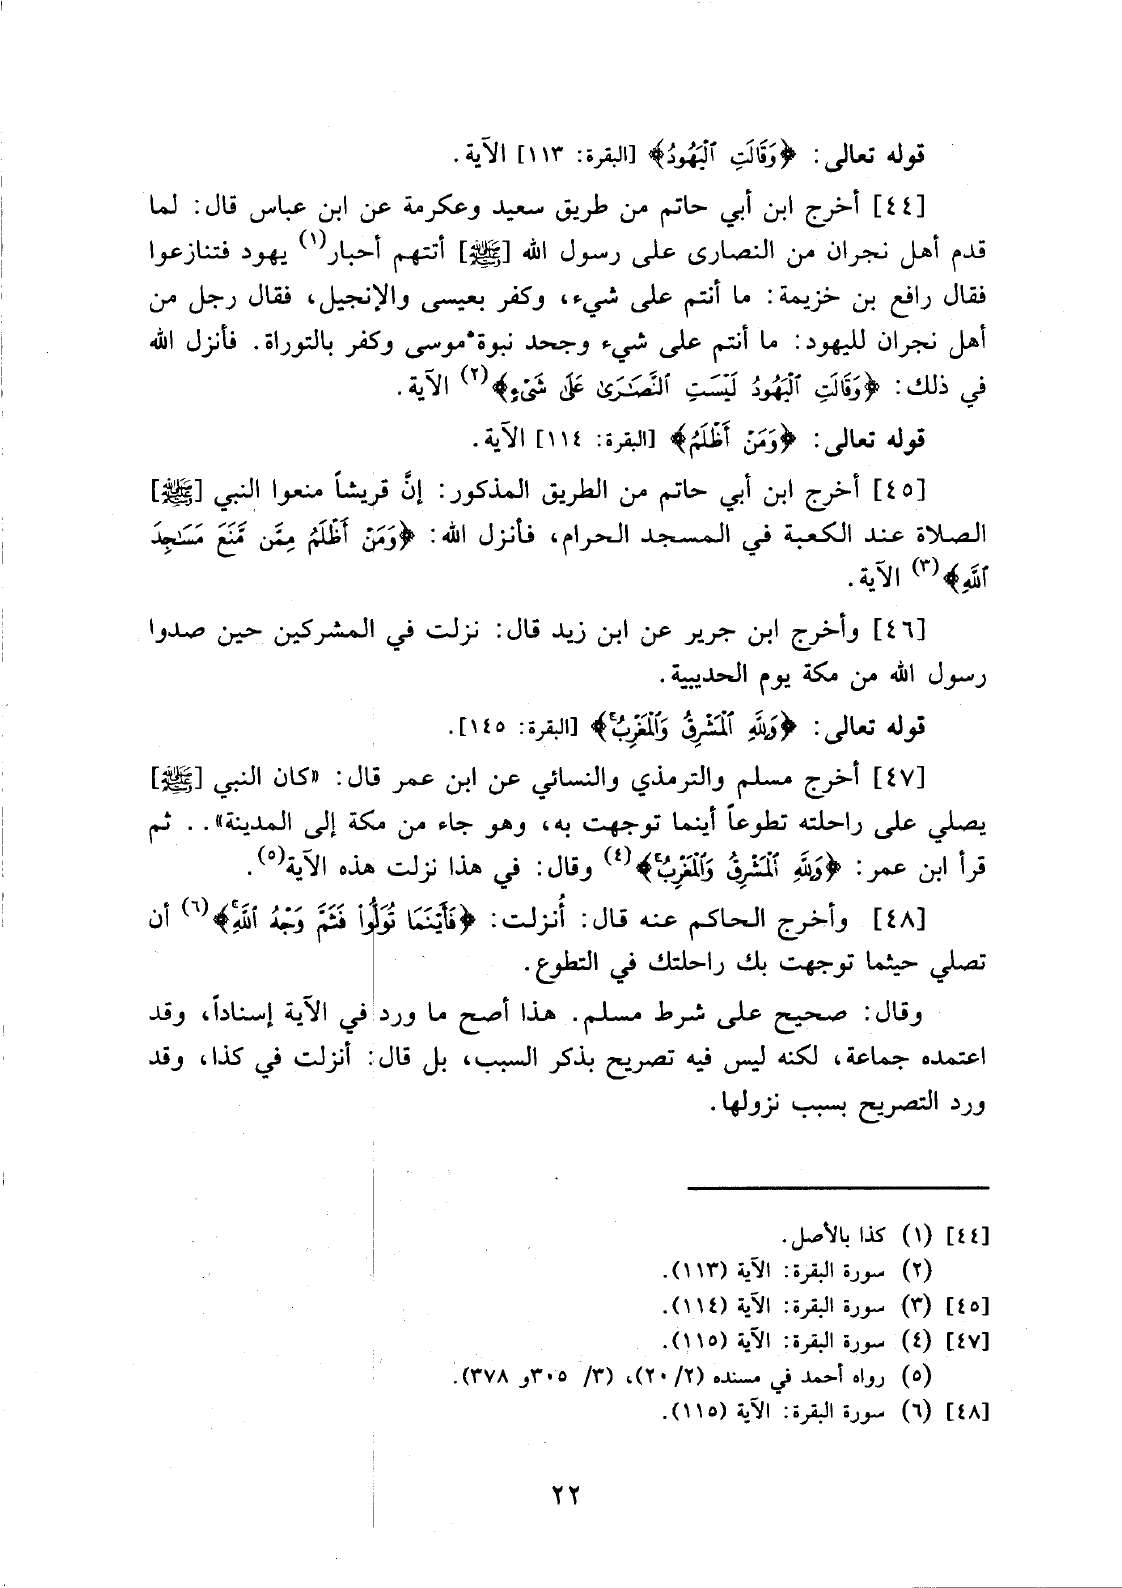 قوله تعالى: ﴿وَقَالَتِ ٱلْيَهُودُ﴾ [البقرة: ١١٣] الآية.
[٤٤] أخرج ابن أبي حاتم من طريق سعيد وعكرمة عن ابن عباس قال: لما
قدم أهل نجران من النصارى على رسول الله [ﷺ] أتتهم أحبار(١) يهود فتنازعوا
فقال رافع بن خزيمة: ما أنتم على شيء، وكفر بعيسى والإنجيل، فقال رجل من
أهل نجران لليهود: ما أنتم على شيء وجحد نبوة موسى وكفر بالتوراة. فأنزل الله
في ذلك: ﴿وَقَالَتِ ٱلْيَهُودُ لَيْسَتِ ٱلنَّصَٰرَىٰ عَلَىٰ شَىْءٍ﴾(٢) الآية.
قوله تعالى: ﴿وَمَنْ أَظْلَمُ﴾ [البقرة: ١١٤] الآية.
[٤٥] أخرج ابن أبي حاتم من الطريق المذكور: إنَّ قريشاً منعوا النبي [ﷺ]
الصلاة عند الكعبة في المسجد الحرام، فأنزل الله: ﴿وَمَنْ أَظْلَمُ مِمَّن مَّنَعَ مَسَٰجِدَ
ٱللَّهِ﴾(٣) الآية.
[٤٦] وأخرج ابن جرير عن ابن زيد قال: نزلت في المشركين حين صدوا
رسول الله من مكة يوم الحديبية.
قوله تعالى: ﴿وَلِلَّهِ ٱلْمَشْرِقُ وَٱلْمَغْرِبُ ۚ﴾ [البقرة: ١٤٥].
[٤٧] أخرج مسلم والترمذي والنسائي عن ابن عمر قال: «كان النبي [ﷺ]
يصلي على راحلته تطوعاً أينما توجهت به، وهو جاء من مكة إلى المدينة».. ثم
قرأ ابن عمر: ﴿وَلِلَّهِ ٱلْمَشْرِقُ وَٱلْمَغْرِبُ ۚ﴾(٤) وقال: في هذا نزلت هذه الآية(٥).
[٤٨] وأخرج الحاكم عنه قال: أُنزلت: ﴿فَأَيْنَمَا تُوَلُّوا۟ فَثَمَّ وَجْهُ ٱللَّهِ ۚ﴾(٦) أن
تصلي حيثما توجهت بك راحلتك في التطوع.
وقال: صحيح على شرط مسلم. هذا أصح ما ورد في الآية إسناداً، وقد
اعتمده جماعة، لكنه ليس فيه تصريح بذكر السبب، بل قال: أنزلت في كذا، وقد
ورد التصريح بسبب نزولها.
[٤٤] (١) كذا بالأصل.
(٢) سورة البقرة: الآية (١١٣).
[٤٥] (٣) سورة البقرة: الآية (١١٤).
[٤٧] (٤) سورة البقرة: الآية (١١٥).
(٥) رواه أحمد في مسنده (٢/ ٢٠)، (٣/ ٣٠٥و ٣٧٨).
[٤٨] (٦) سورة البقرة: الآية (١١٥).
٢٢